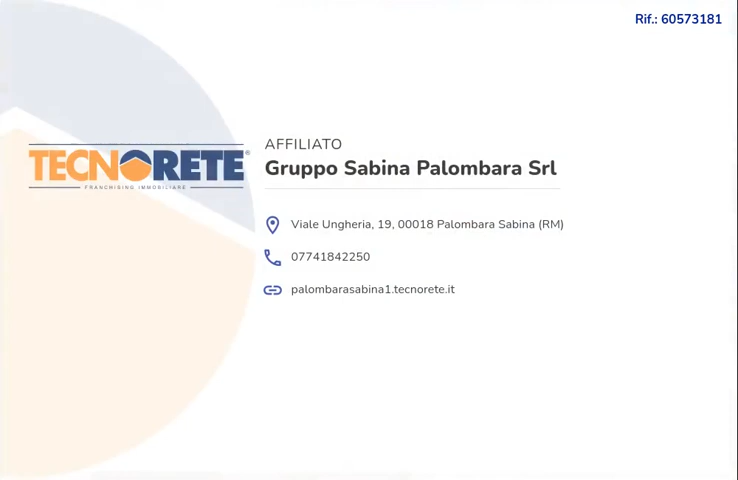 Rif.: 60573181
TECNORETE®
FRANCHISING IMMOBILIARE
AFFILIATO
Gruppo Sabina Palombara Srl
Viale Ungheria, 19, 00018 Palombara Sabina (RM)
07741842250
palombarasabina1.tecnorete.it